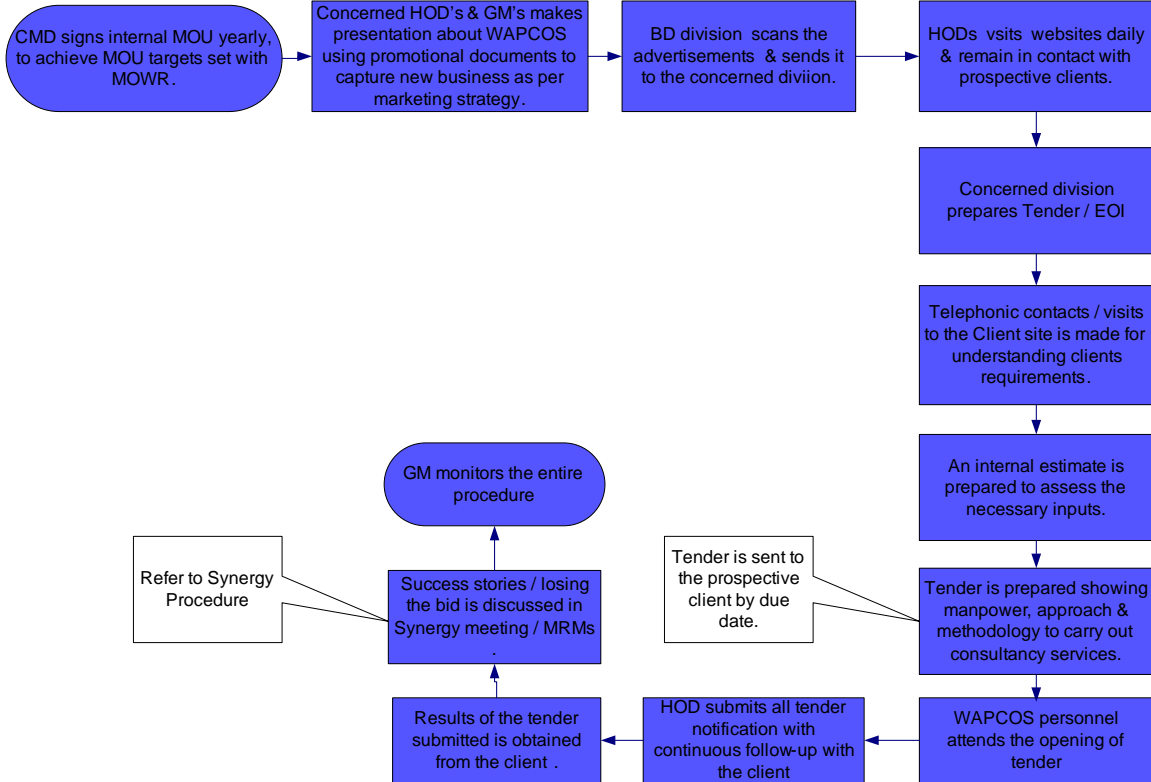 CMD signs internal MOU yearly,
to achieve MOU targets set with
MOWR.
Concerned HOD's & GM's makes
presentation about WAPCOS
using promotional documents to
capture new business as per
marketing strategy.
BD division scans the
advertisements & sends it
to the concerned diviion.
HODs vsits websites daily
& remain in contact with
prospective clients.
Concerned division
prepares Tender / EOI
Telephonic contacts / visits
to the Client site is made for
understanding clients
requirements.
An internal estimate is
prepared to assess the
necessary inputs.
Tender is sent to
the prospective
client by due
date.
Tender is prepared showing
manpower, approach &
methodology to carry out
consultancy services.
WAPCOS personnel
attends the opening of
tender
HOD submits all tender
notification with
continuous follow-up with
the client
Results of the tender
submitted is obtained
from the client .
Success stories / losing
the bid is discussed in
Synergy meeting / MRMs
.
Refer to Synergy
Procedure
GM monitors the entire
procedure